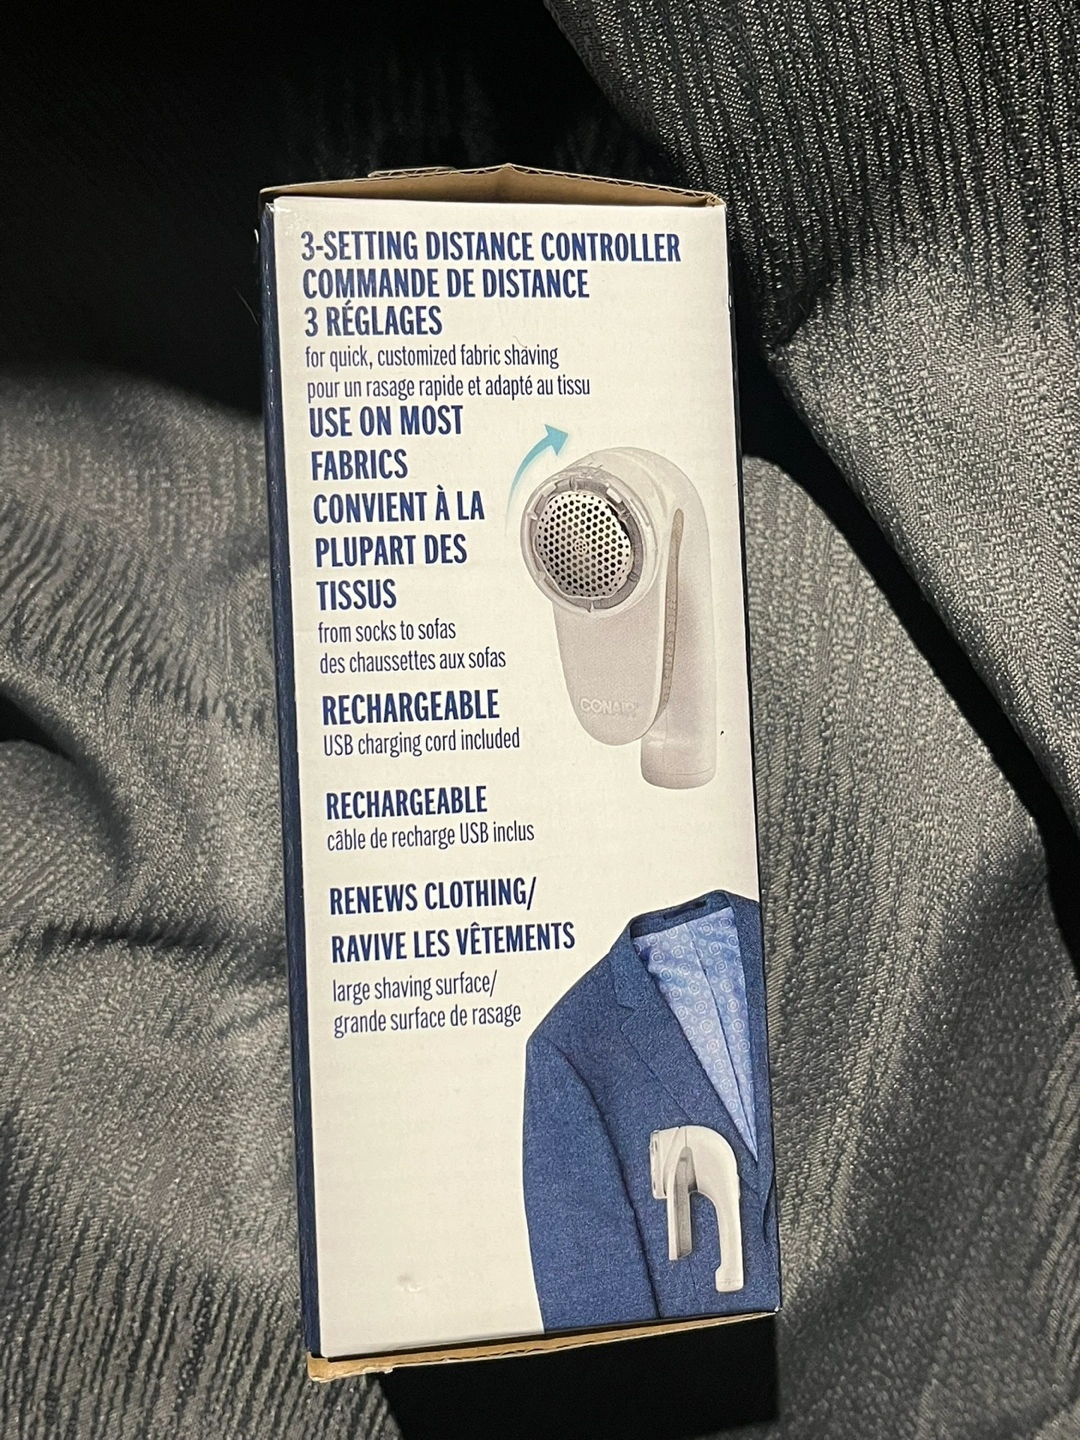 3-SETTING DISTANCE CONTROLLER
COMMANDE DE DISTANCE
3 RÉGLAGES
for quick, customized fabric shaving
pour un rasage rapide et adapté au tissu
USE ON MOST
FABRICS
CONVIENT À LA
PLUPART DES
TISSUS
from socks to sofas
des chaussettes aux sofas
CONAIR
RECHARGEABLE
USB charging cord included
RECHARGEABLE
câble de recharge USB inclus
RENEWS CLOTHING/
RAVIVE LES VÊTEMENTS
large shaving surface/
grande surface de rasage